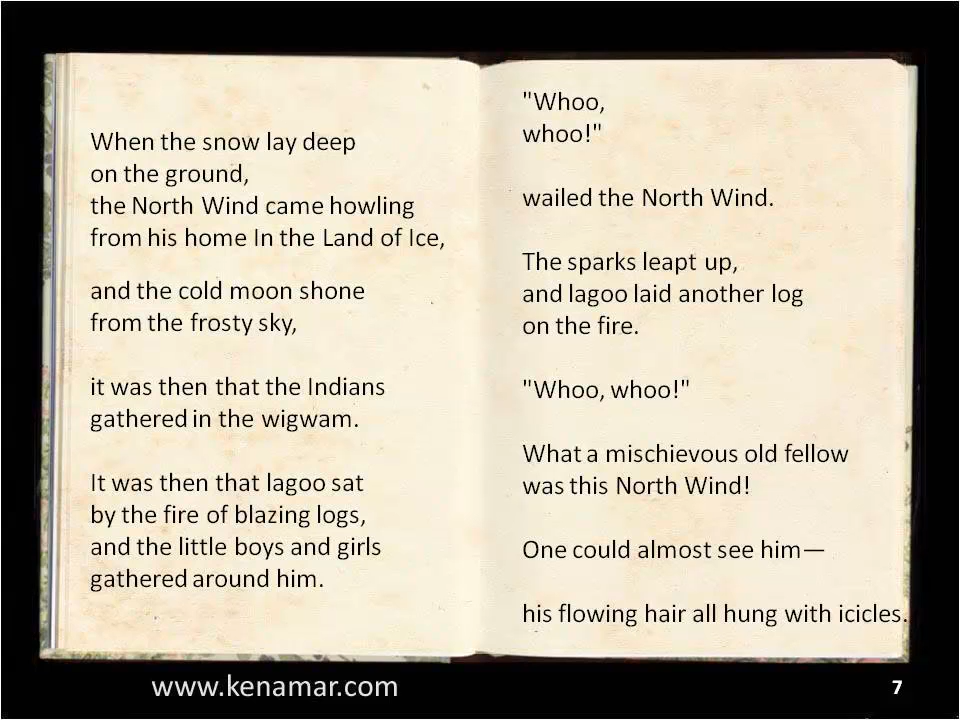 When the snow lay deep
on the ground,
the North Wind came howling
from his home In the Land of Ice,
and the cold moon shone
from the frosty sky,
it was then that the Indians
gathered in the wigwam.
It was then that lagoo sat
by the fire of blazing logs,
and the little boys and girls
gathered around him.
"Whoo,
whoo!"
wailed the North Wind.
The sparks leapt up,
and lagoo laid another log
on the fire.
"Whoo, whoo!"
What a mischievous old fellow
was this North Wind!
One could almost see him—
his flowing hair all hung with icicles.
www.kenamar.com
7